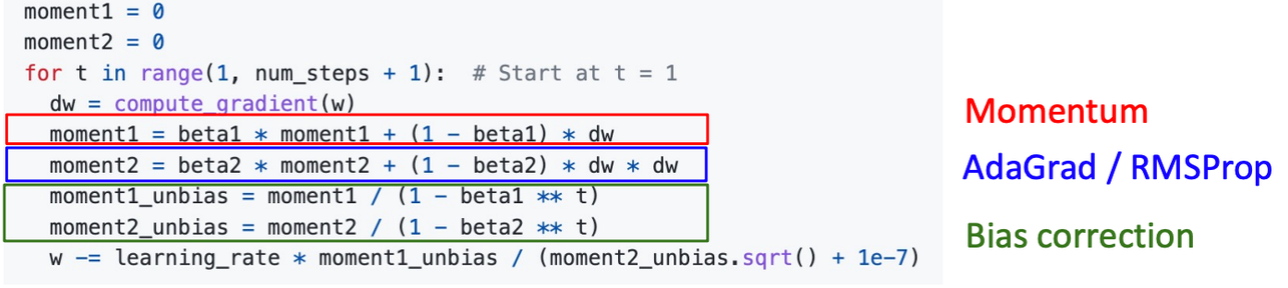 moment1 = 0
moment2 = 0
for t in range(1, num_steps + 1):  # Start at t = 1
  dw = compute_gradient(w)
  moment1 = beta1 * moment1 + (1 - beta1) * dw
  moment2 = beta2 * moment2 + (1 - beta2) * dw * dw
  moment1_unbias = moment1 / (1 - beta1 ** t)
  moment2_unbias = moment2 / (1 - beta2 ** t)
  w -= learning_rate * moment1_unbias / (moment2_unbias.sqrt() + 1e-7)
Momentum
AdaGrad / RMSProp
Bias correction